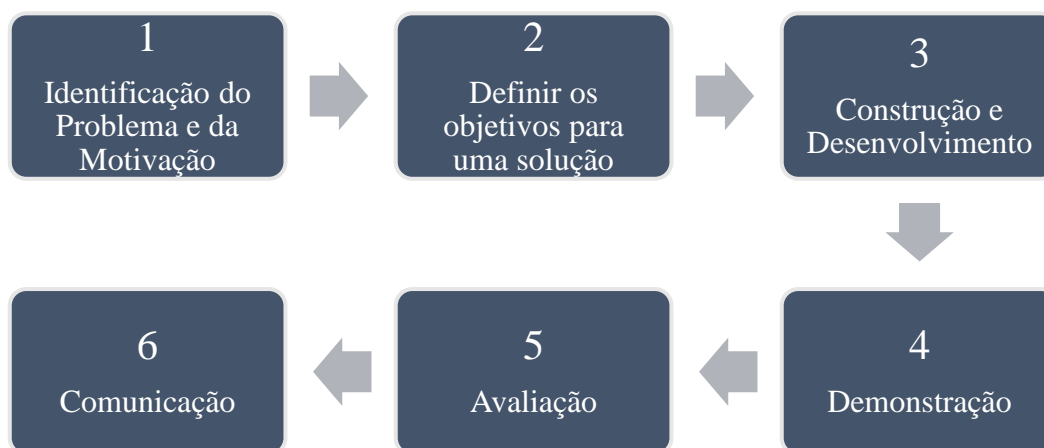 1
Identificação do
Problema e da
Motivação
2
Definir os
objetivos para
uma solução
3
Construção e
Desenvolvimento
4
Demonstração
5
Avaliação
6
Comunicação